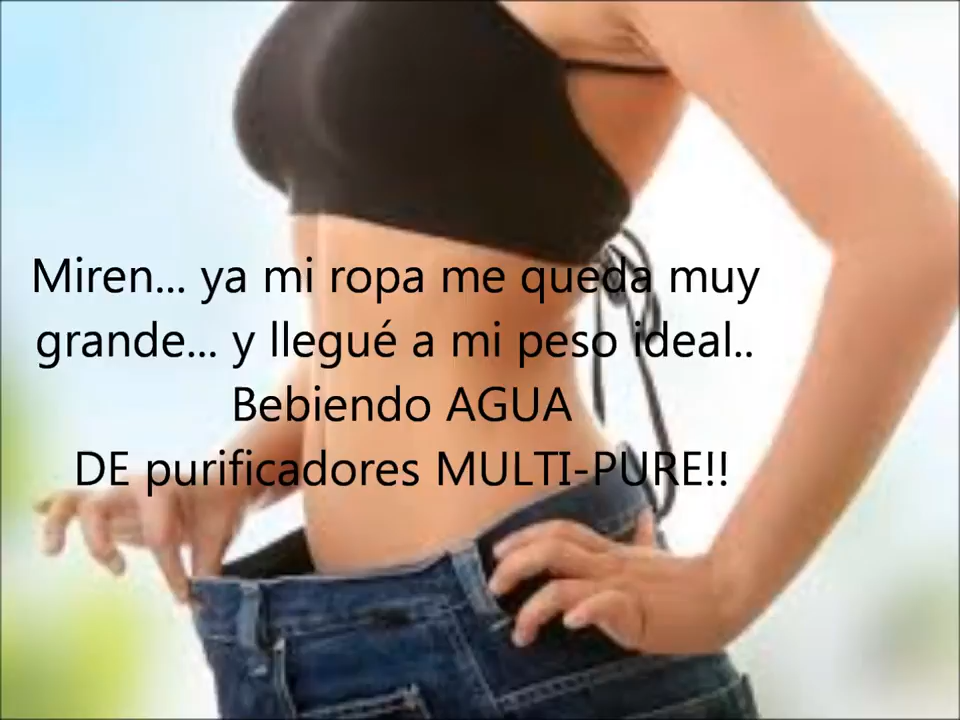 Miren... ya mi ropa me queda muy
grande... y llegué a mi peso ideal..
Bebiendo AGUA
DE purificadores MULTI-PURE!!